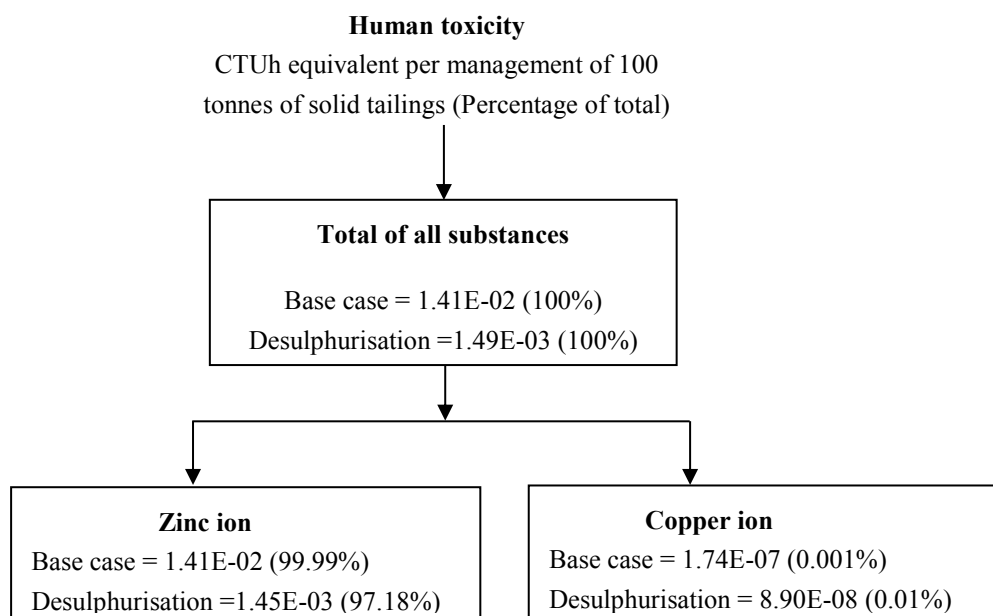 Human toxicity
CTUh equivalent per management of 100
tonnes of solid tailings (Percentage of total)
Total of all substances
Base case = 1.41E-02 (100%)
Desulphurisation =1.49E-03 (100%)
Zinc ion
Base case = 1.41E-02 (99.99%)
Desulphurisation =1.45E-03 (97.18%)
Copper ion
Base case = 1.74E-07 (0.001%)
Desulphurisation = 8.90E-08 (0.01%)